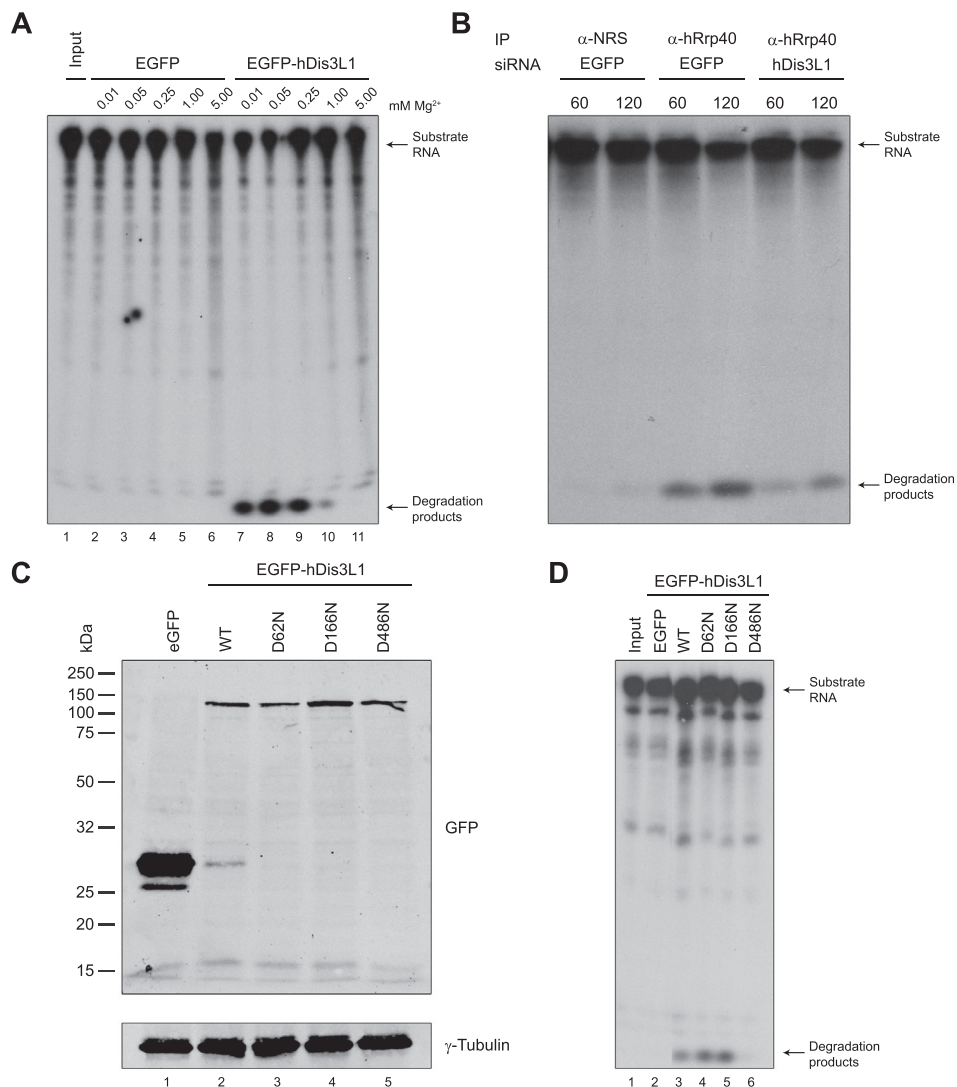 A
Input
EGFP
EGFP-hDis3L1
0.01 0.05 0.25 1.00 5.00 0.01 0.05 0.25 1.00 5.00 mM Mg²⁺
Substrate
RNA
Degradation
products
1 2 3 4 5 6 7 8 9 10 11
B
IP α-NRS α-hRrp40 α-hRrp40
siRNA EGFP EGFP hDis3L1
60 120 60 120 60 120
Substrate
RNA
Degradation
products
C
EGFP-hDis3L1
kDa eGFP WT D62N D166N D486N
250
150
100
75
50
32
25
20
15
GFP
γ-Tubulin
1 2 3 4 5
D
EGFP-hDis3L1
Input EGFP WT D62N D166N D486N
Substrate
RNA
Degradation
products
1 2 3 4 5 6